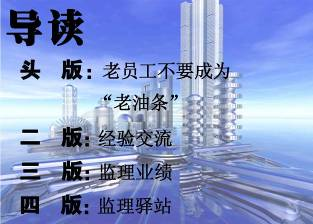 导读
头 版：老员工不要成为
“老油条”
二 版：经验交流
三 版：监理业绩
四 版：监理驿站